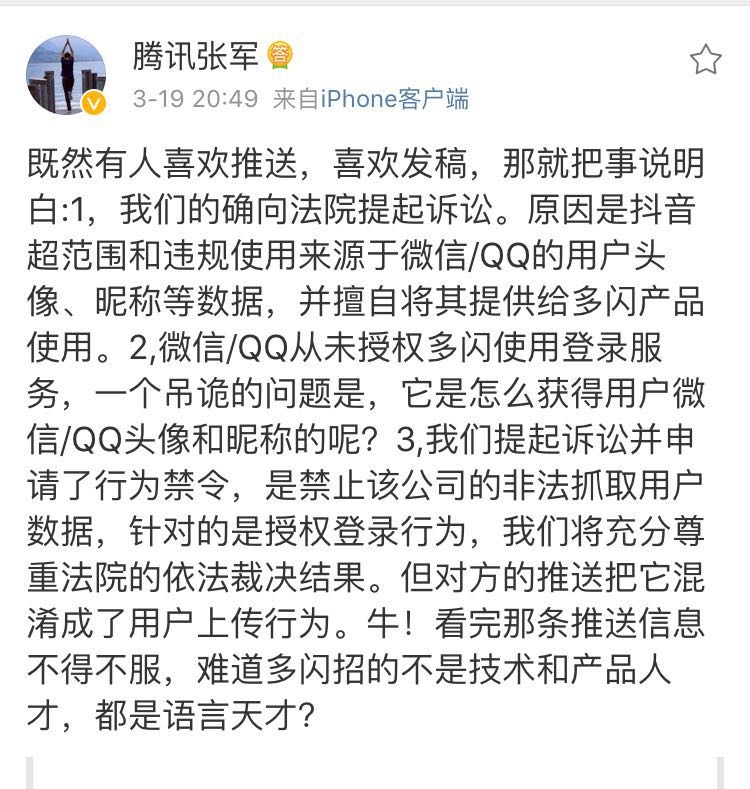 腾讯张军 答
V
3-19 20:49 来自iPhone客户端
既然有人喜欢推送，喜欢发稿，那就把事说明
白:1，我们的确向法院提起诉讼。原因是抖音
超范围和违规使用来源于微信/QQ的用户头
像、昵称等数据，并擅自将其提供给多闪产品
使用。2,微信/QQ从未授权多闪使用登录服
务，一个吊诡的问题是，它是怎么获得用户微
信/QQ头像和昵称的呢？3,我们提起诉讼并申
请了行为禁令，是禁止该公司的非法抓取用户
数据，针对的是授权登录行为，我们将充分尊
重法院的依法裁决结果。但对方的推送把它混
淆成了用户上传行为。牛！看完那条推送信息
不得不服，难道多闪招的不是技术和产品人
才，都是语言天才？